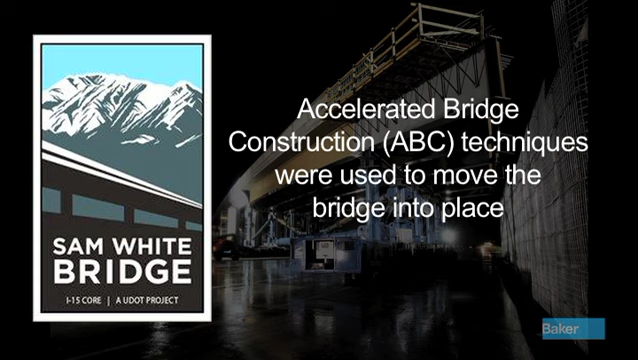 Accelerated Bridge
Construction (ABC) techniques
were used to move the
bridge into place
SAM WHITE
BRIDGE
I-15 CORE | A UDOT PROJECT
Baker